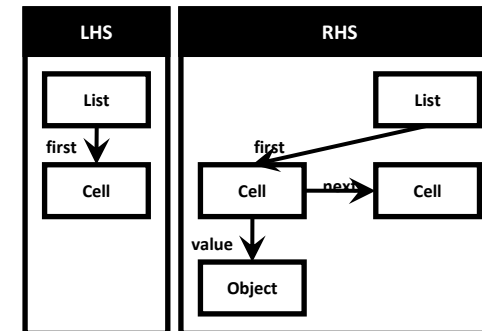 LHS
RHS
List
List
first
first
Cell
Cell
next
Cell
value
Object